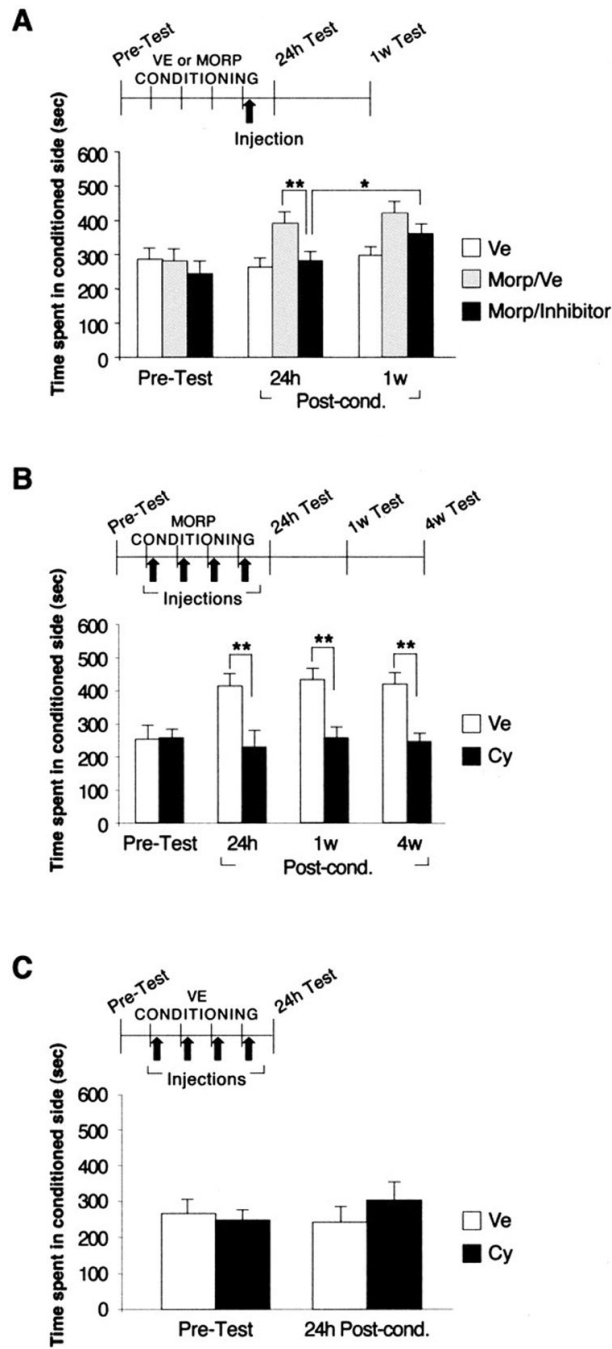 A
Pre-Test
24h Test
1w Test
VE or MORP
CONDITIONING
Injection
Time spent in conditioned side (sec)
600
500
400
300
200
100
0
**
*
Ve
Morp/Ve
Morp/Inhibitor
Pre-Test
24h
1w
Post-cond.
B
Pre-Test
24h Test
1w Test
4w Test
MORP
CONDITIONING
Injections
Time spent in conditioned side (sec)
600
500
400
300
200
100
0
**
**
**
Ve
Cy
Pre-Test
24h
1w
4w
Post-cond.
C
Pre-Test
24h Test
VE
CONDITIONING
Injections
Time spent in conditioned side (sec)
600
500
400
300
200
100
0
Ve
Cy
Pre-Test
24h Post-cond.